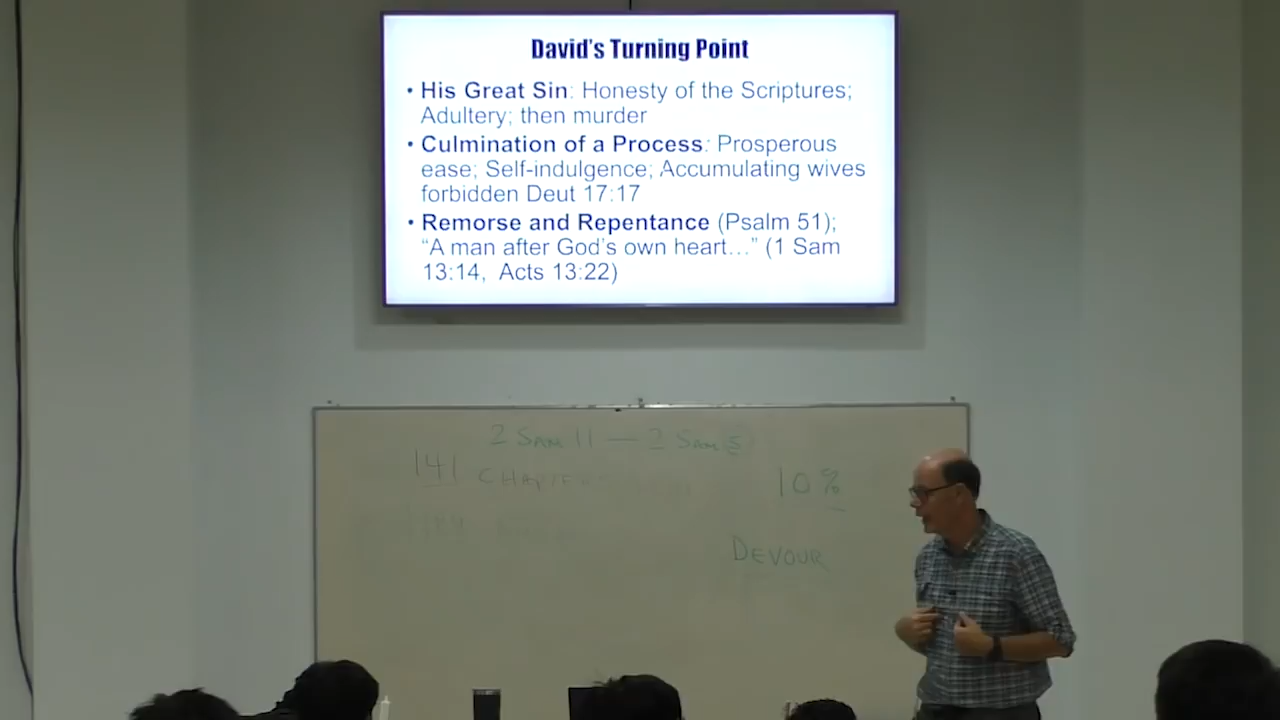 David's Turning Point
• His Great Sin: Honesty of the Scriptures;
Adultery; then murder
• Culmination of a Process: Prosperous
ease; Self-indulgence; Accumulating wives
forbidden Deut 17:17
• Remorse and Repentance (Psalm 51);
“A man after God's own heart…” (1 Sam
13:14, Acts 13:22)
2 Sam 11 — 2 Sam 5
141 CHAPTERS
10%
DEVOUR